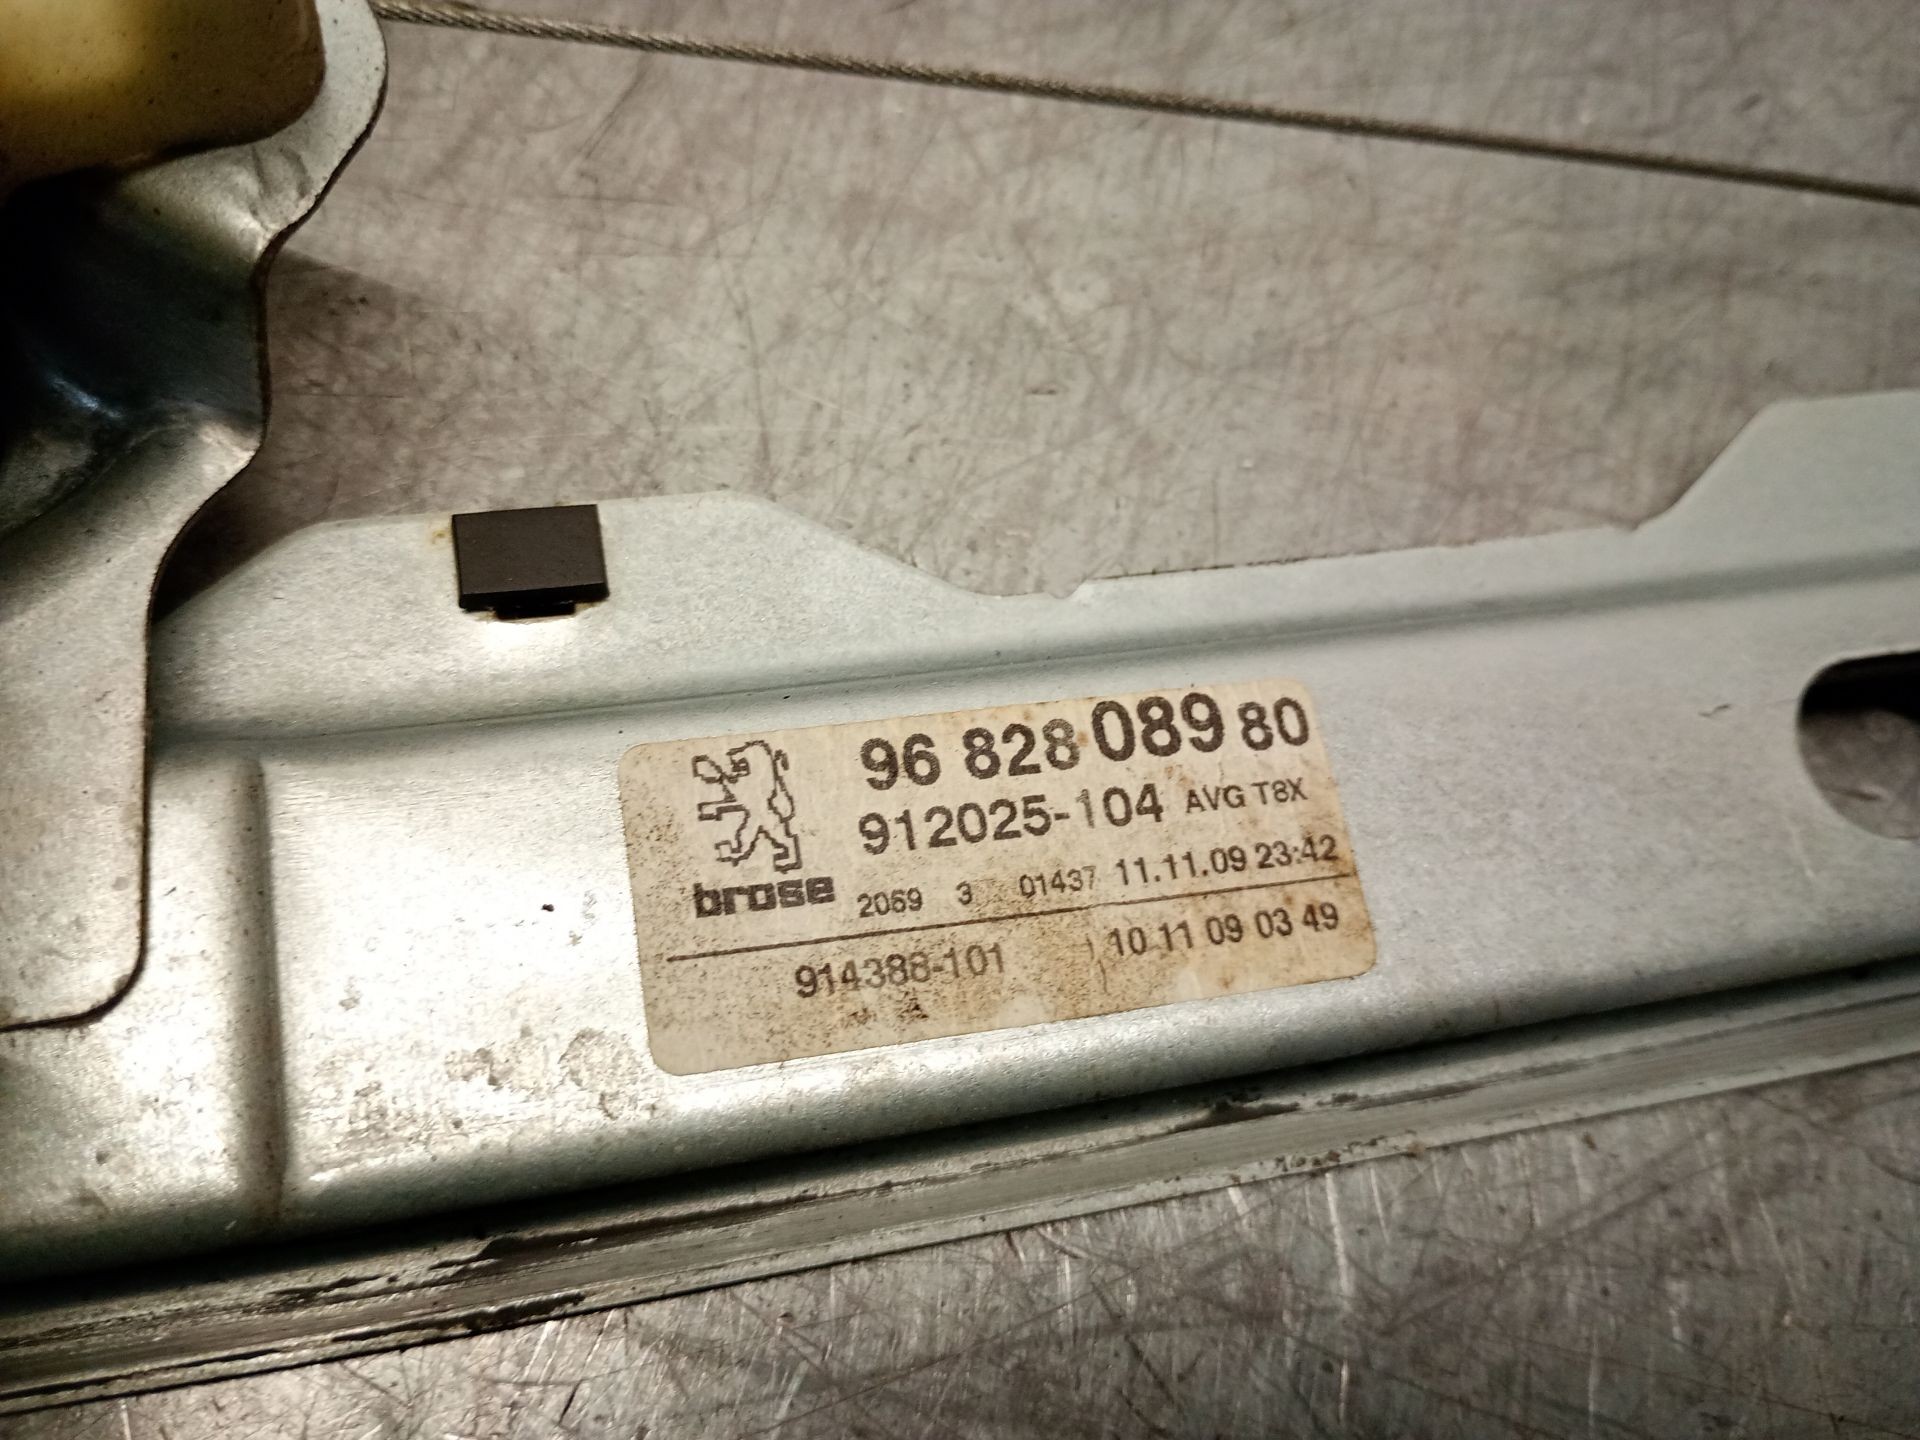 96 828 089 80
912025-104 AVG T8X
brose 2069 3 01437 11.11.09 23:42
914388-101 10 11 09 03 49